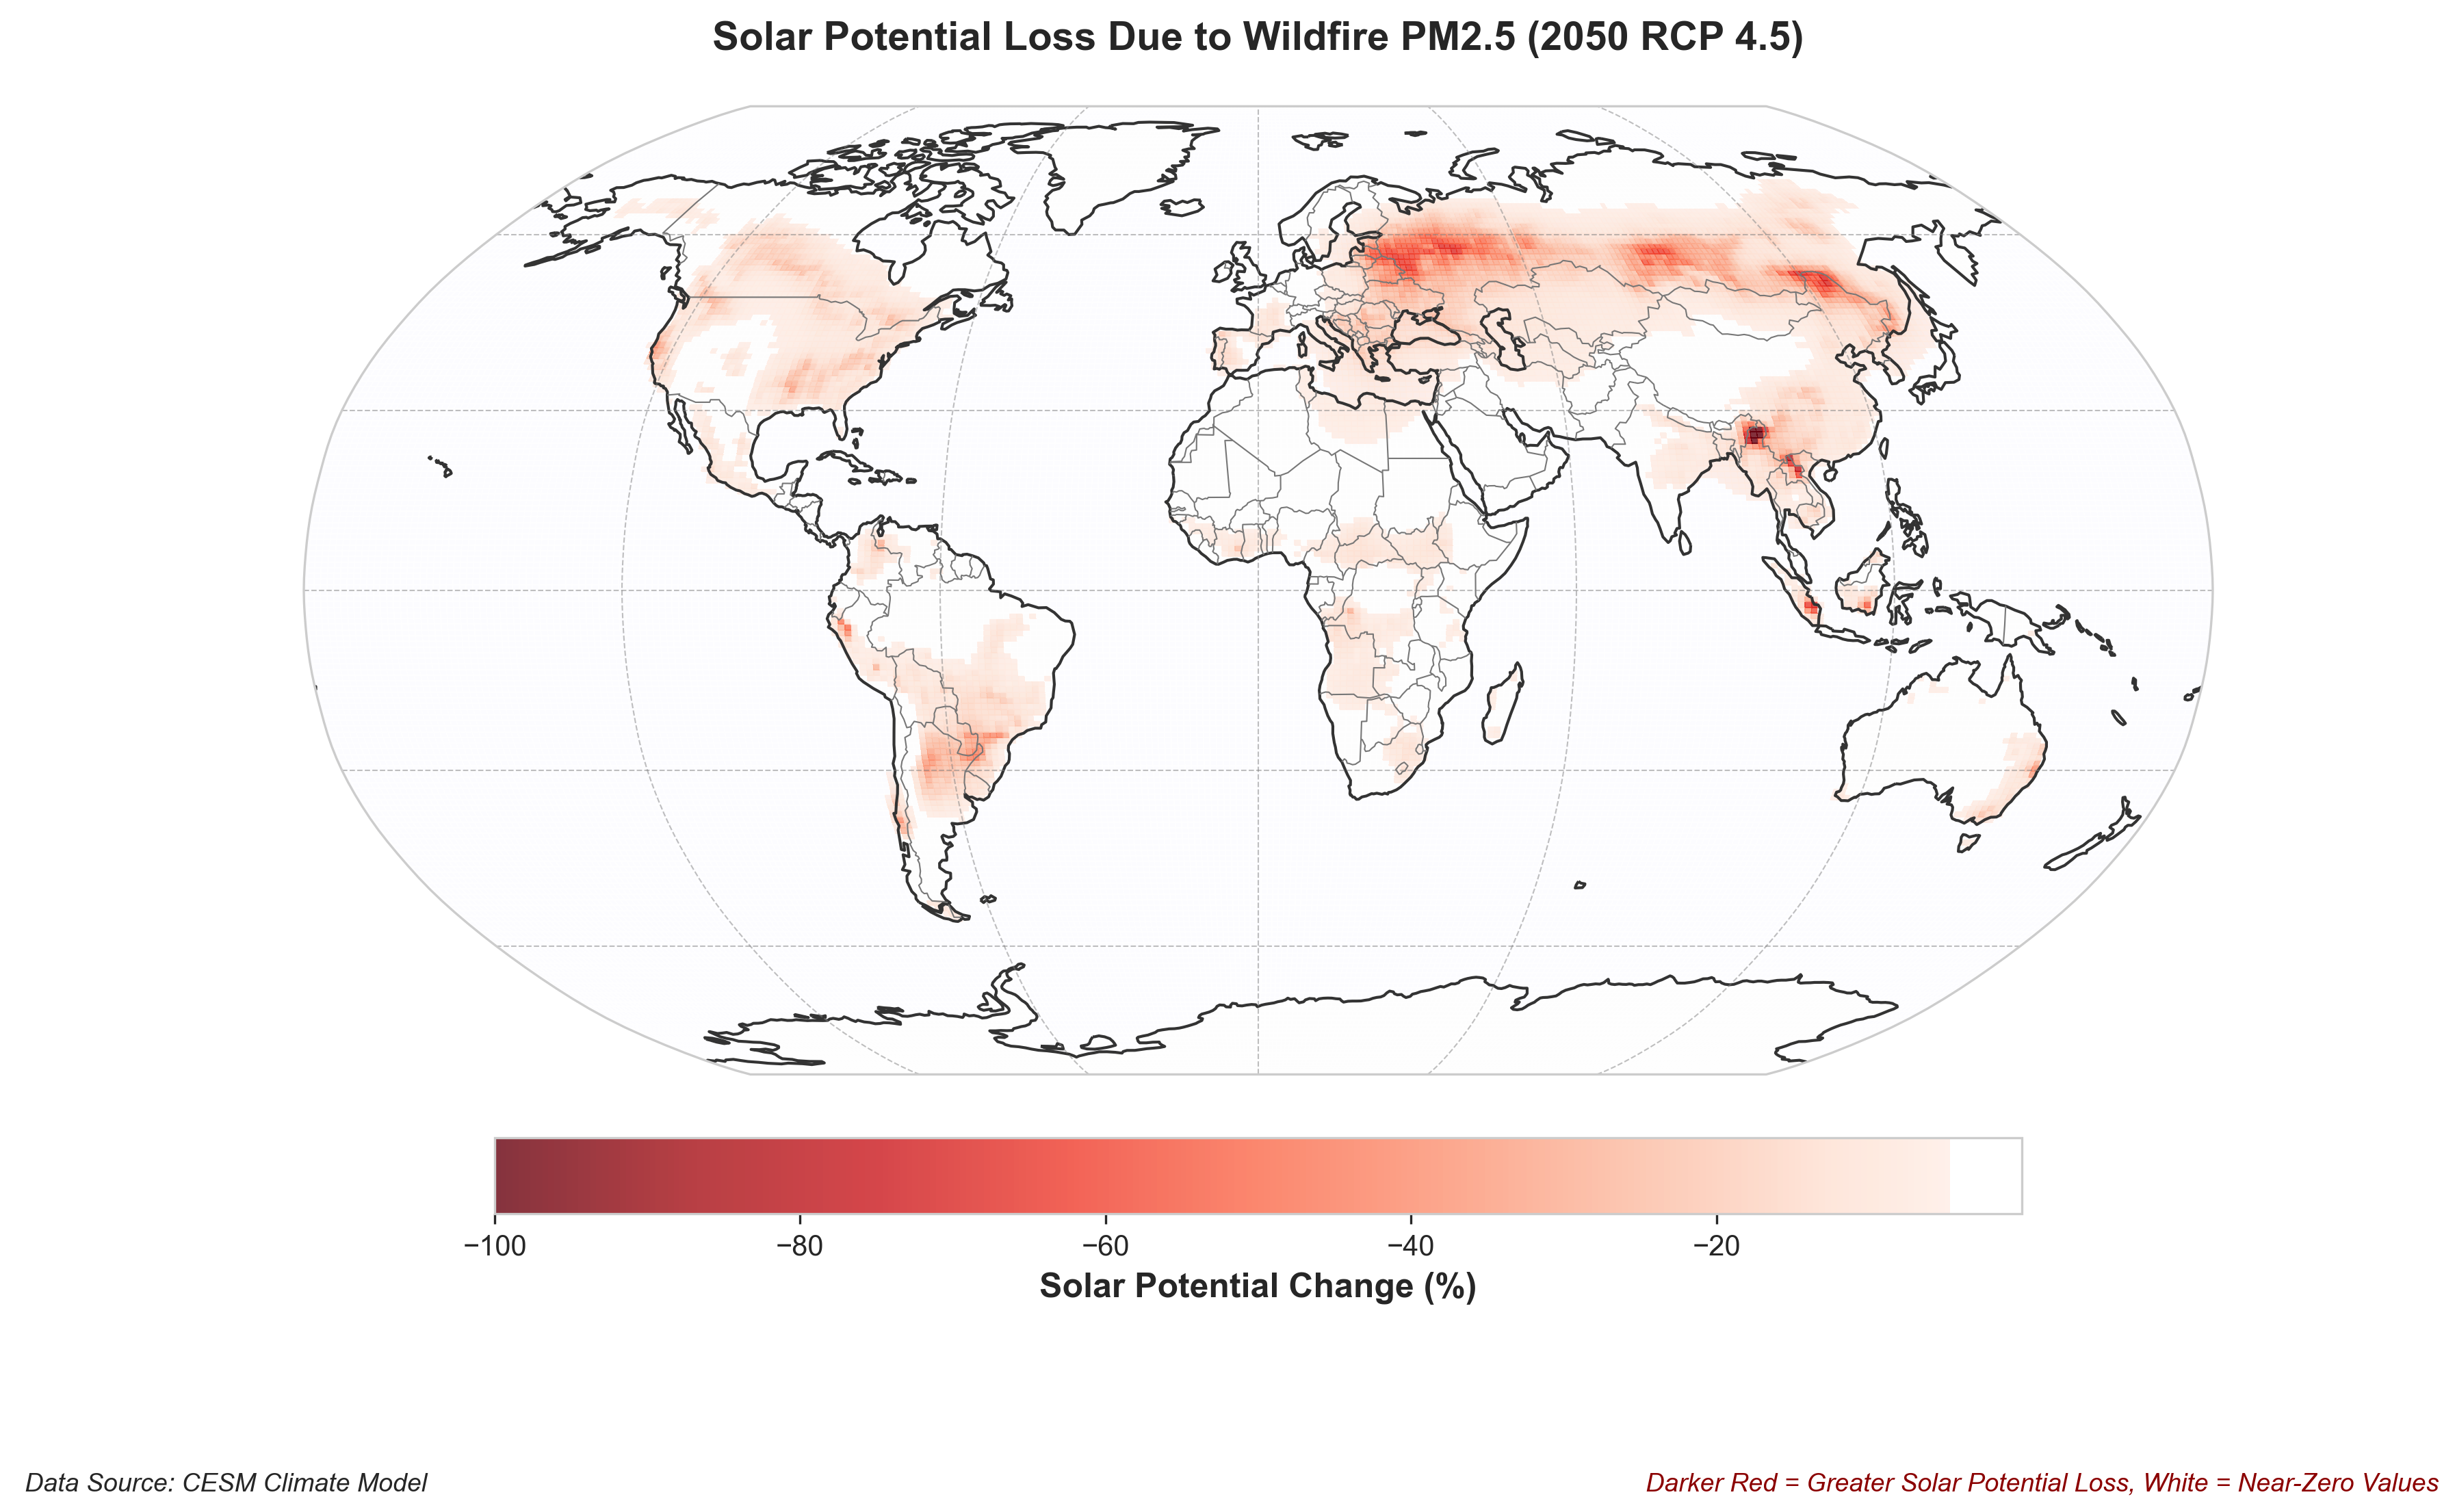 Solar Potential Loss Due to Wildfire PM2.5 (2050 RCP 4.5)
−100 −80 −60 −40 −20
Solar Potential Change (%)
Data Source: CESM Climate Model
Darker Red = Greater Solar Potential Loss, White = Near-Zero Values